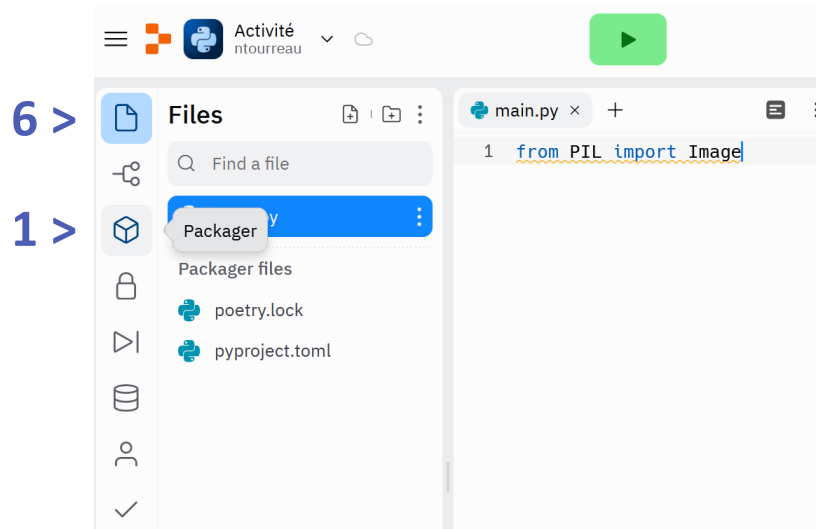 Activité
ntourreau
6 >
Files
main.py
Find a file
1 from PIL import Image
1 >
y
Packager
Packager files
poetry.lock
pyproject.toml